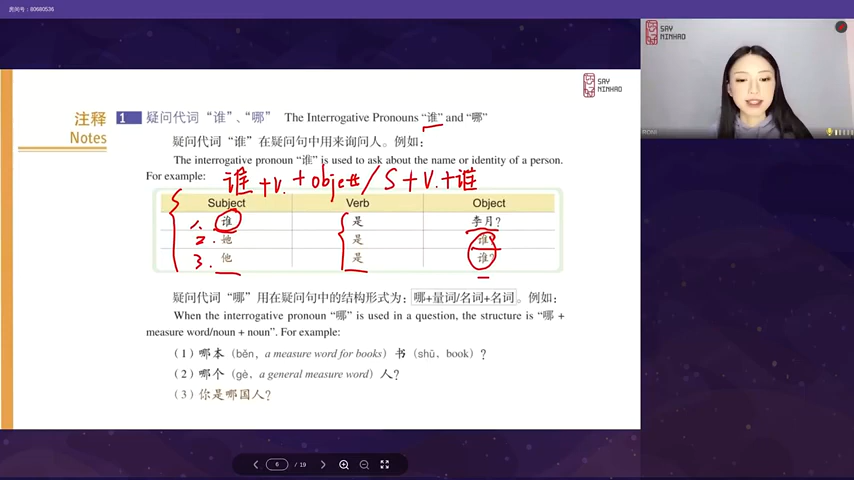 房间号: 80680536
SAY
NINHAO
SAY
NINHAO
注释
Notes
1 疑问代词“谁”、“哪” The Interrogative Pronouns “谁” and “哪”
疑问代词“谁”在疑问句中用来询问人。例如:
The interrogative pronoun “谁” is used to ask about the name or identity of a person.
For example:
谁+v.+object/S+V.+谁
Subject Verb Object
1. 谁 是 李月?
2. 她 是 谁?
3. 他 是 谁?
疑问代词“哪”用在疑问句中的结构形式为: 哪+量词/名词+名词。例如:
When the interrogative pronoun “哪” is used in a question, the structure is “哪 +
measure word/noun + noun”. For example:
(1) 哪本 (běn, a measure word for books) 书 (shū, book) ?
(2) 哪个 (gè, a general measure word) 人?
(3) 你是哪国人?
6 / 19